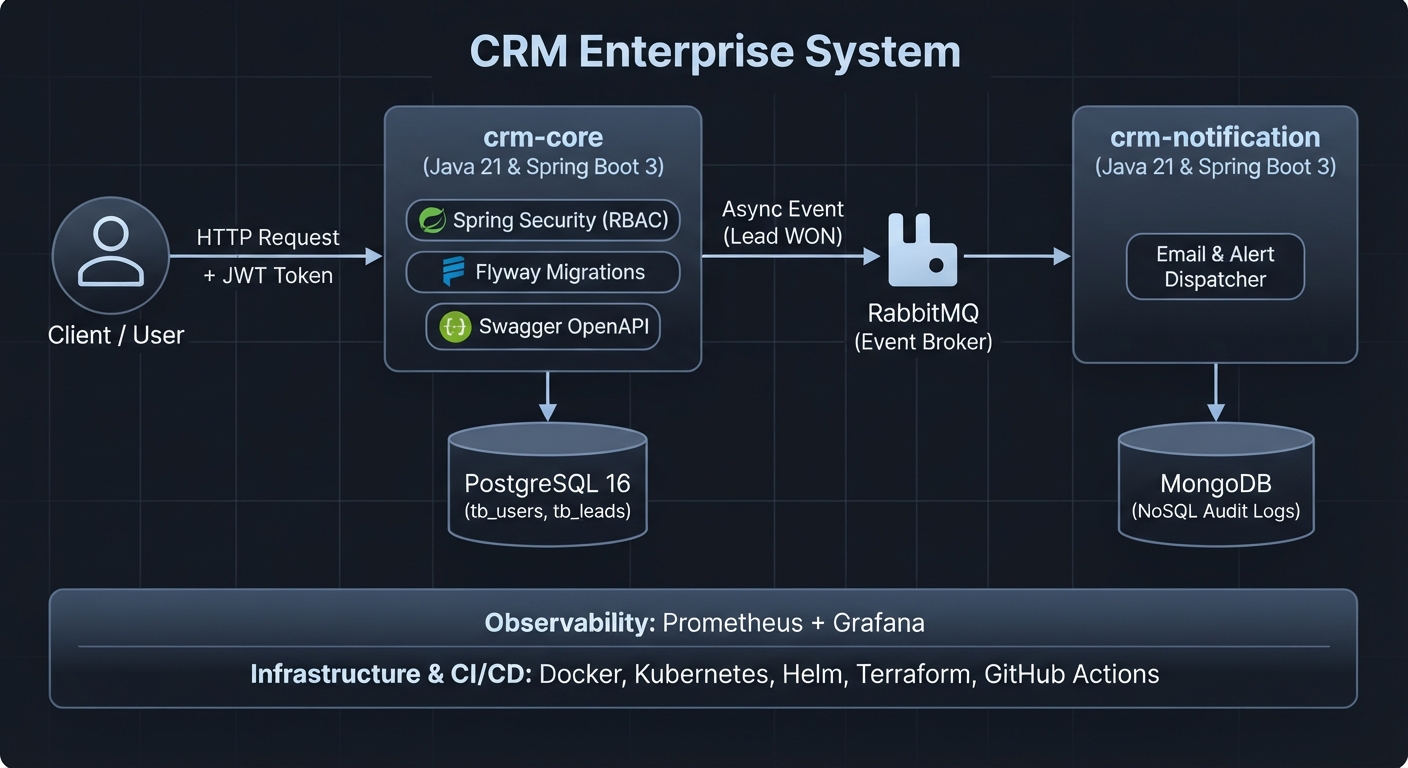 CRM Enterprise System
Client / User
HTTP Request
+ JWT Token
crm-core
(Java 21 & Spring Boot 3)
Spring Security (RBAC)
Flyway Migrations
{··} Swagger OpenAPI
PostgreSQL 16
(tb_users, tb_leads)
Async Event
(Lead WON)
RabbitMQ
(Event Broker)
crm-notification
(Java 21 & Spring Boot 3)
Email & Alert
Dispatcher
MongoDB
(NoSQL Audit Logs)
Observability: Prometheus + Grafana
Infrastructure & CI/CD: Docker, Kubernetes, Helm, Terraform, GitHub Actions